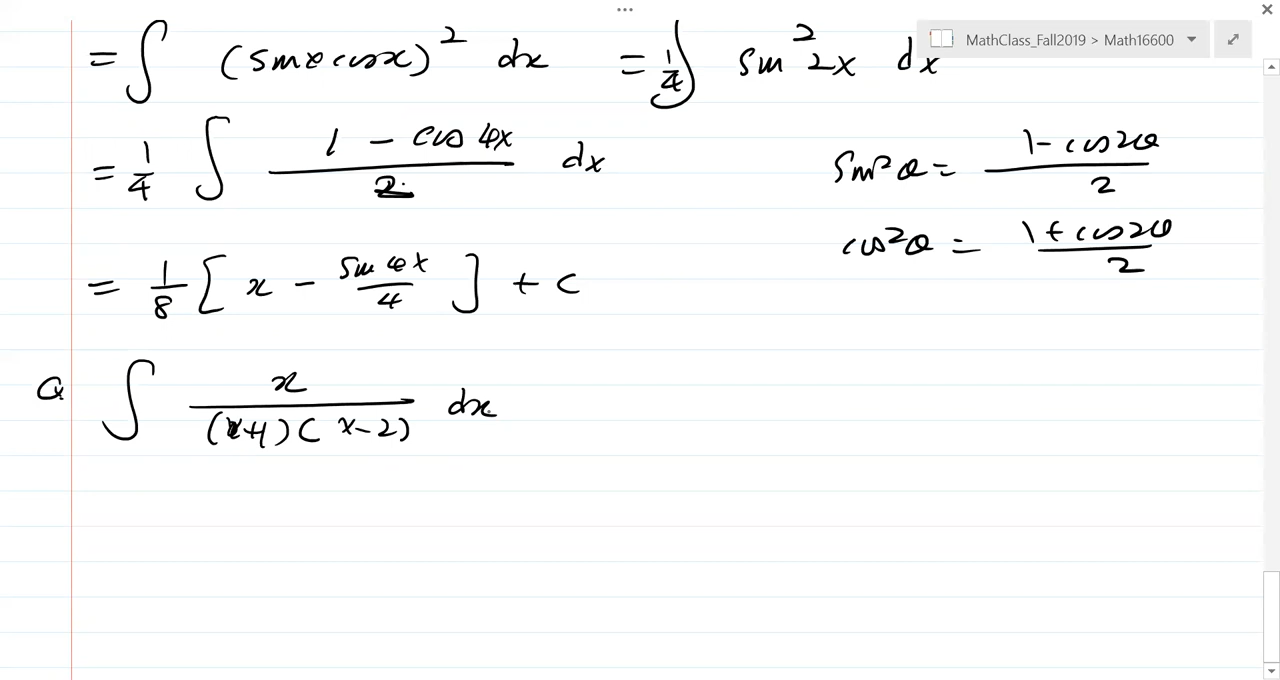 = ∫ (sinx cosx)² dx = 1/4 ∫ sin² 2x dx
MathClass_Fall2019 > Math16600
= 1/4 ∫ (1 - cos 4x)/2 dx
sin²θ = (1 - cos2θ)/2
cos²θ = (1 + cos2θ)/2
= 1/8 [ x - sin 4x/4 ] + c
Q ∫ x/((x+1)(x-2)) dx